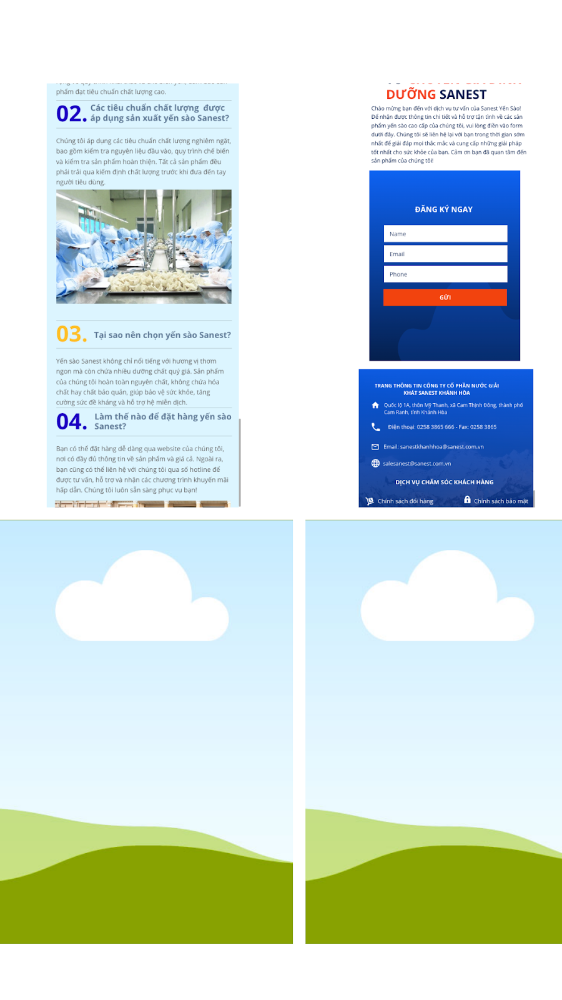 phẩm đạt tiêu chuẩn chất lượng cao.
02. Các tiêu chuẩn chất lượng được
áp dụng sản xuất yến sào Sanest?
Chúng tôi áp dụng các tiêu chuẩn chất lượng nghiêm ngặt,
bao gồm kiểm tra nguyên liệu đầu vào, quy trình chế biến
và kiểm tra sản phẩm hoàn thiện. Tất cả sản phẩm đều
phải trải qua kiểm định chất lượng trước khi đưa đến tay
người tiêu dùng.
03. Tại sao nên chọn yến sào Sanest?
Yến sào Sanest không chỉ nổi tiếng với hương vị thơm
ngon mà còn chứa nhiều dưỡng chất quý giá. Sản phẩm
của chúng tôi hoàn toàn nguyên chất, không chứa hóa
chất hay chất bảo quản, giúp bảo vệ sức khỏe, tăng
cường sức đề kháng và hỗ trợ hệ miễn dịch.
04. Làm thế nào để đặt hàng yến sào
Sanest?
Bạn có thể đặt hàng dễ dàng qua website của chúng tôi,
nơi có đầy đủ thông tin về sản phẩm và giá cả. Ngoài ra,
bạn cũng có thể liên hệ với chúng tôi qua số hotline để
được tư vấn, hỗ trợ và nhận các chương trình khuyến mãi
hấp dẫn. Chúng tôi luôn sẵn sàng phục vụ bạn!
DƯỠNG SANEST
Chào mừng bạn đến với dịch vụ tư vấn của Sanest Yến Sào!
Để nhận được thông tin chi tiết và hỗ trợ tận tình về các sản
phẩm yến sào cao cấp của chúng tôi, vui lòng điền vào form
dưới đây. Chúng tôi sẽ liên hệ lại với bạn trong thời gian sớm
nhất để giải đáp mọi thắc mắc và cung cấp những giải pháp
tốt nhất cho sức khỏe của bạn. Cảm ơn bạn đã quan tâm đến
sản phẩm của chúng tôi!
ĐĂNG KÝ NGAY
Name
Email
Phone
GỬI
TRANG THÔNG TIN CÔNG TY CỔ PHẦN NƯỚC GIẢI
KHÁT SANEST KHÁNH HÒA
Quốc lộ 1A, thôn Mỹ Thanh, xã Cam Thịnh Đông, thành phố
Cam Ranh, tỉnh Khánh Hòa
Điện thoại: 0258 3865 666 - Fax: 0258 3865
Email: sanestkhanhhoa@sanest.com.vn
salesanest@sanest.com.vn
DỊCH VỤ CHĂM SÓC KHÁCH HÀNG
Chính sách đổi hàng
Chính sách bảo mật